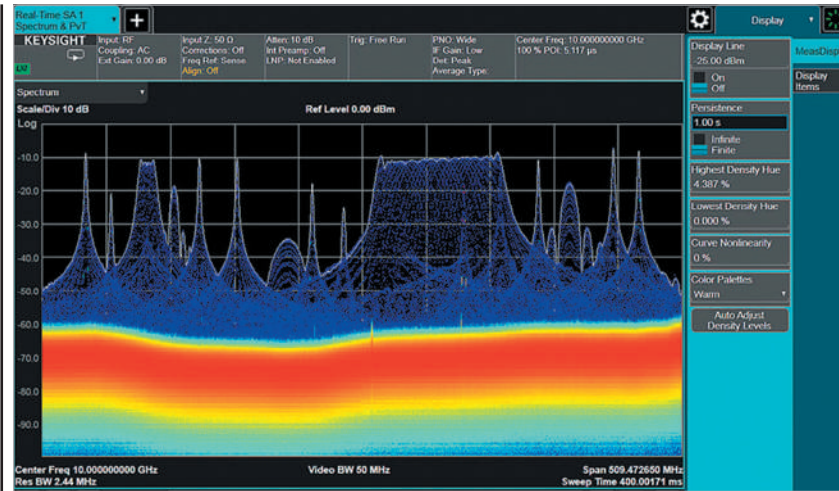 Real-Time SA 1
Spectrum & PvT
KEYSIGHT
LXI
Input: RF
Coupling: AC
Ext Gain: 0.00 dB
Input Z: 50 Ω
Corrections: Off
Freq Ref: Sense
Align: Off
Atten: 10 dB
Int Preamp: Off
LNP: Not Enabled
Trig: Free Run
PNO: Wide
IF Gain: Low
Det: Peak
Average Type:
Center Freq: 10.000000000 GHz
100 % POI: 5.117 µs
Spectrum
Scale/Div 10 dB
Ref Level 0.00 dBm
Log
-10.0
-20.0
-30.0
-40.0
-50.0
-60.0
-70.0
-80.0
-90.0
Center Freq 10.000000000 GHz
Video BW 50 MHz
Span 509.472650 MHz
Res BW 2.44 MHz
Sweep Time 400.00171 ms
Display
Display Line
-25.00 dBm
On
Off
Persistence
1.00 s
Infinite
Finite
Highest Density Hue
4.387 %
Lowest Density Hue
0.000 %
Curve Nonlinearity
0 %
Color Palettes
Warm
Auto Adjust
Density Levels
MeasDisp
Display
Items